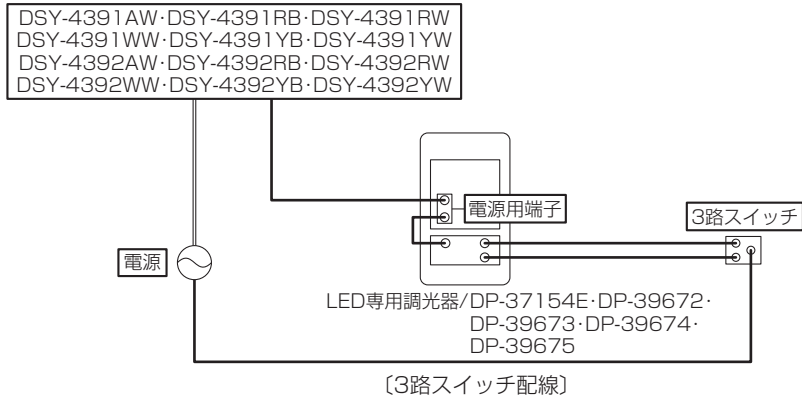 DSY-4391AW·DSY-4391RB·DSY-4391RW
DSY-4391WW·DSY-4391YB·DSY-4391YW
DSY-4392AW·DSY-4392RB·DSY-4392RW
DSY-4392WW·DSY-4392YB·DSY-4392YW
電源用端子
3路スイッチ
電源
LED専用調光器/DP-37154E·DP-39672·
DP-39673·DP-39674·
DP-39675
〔3路スイッチ配線〕